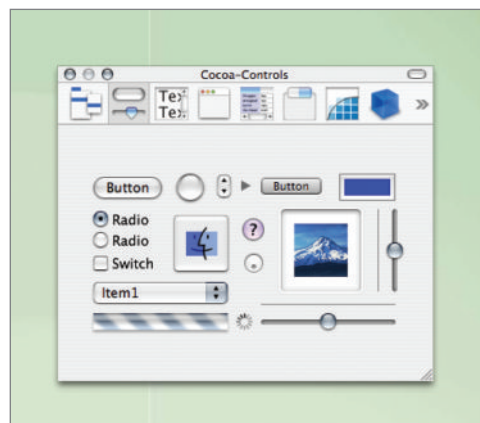 Cocoa-Controls
Tex
Tex
Button
Button
Radio
?
Radio
Switch
Item1